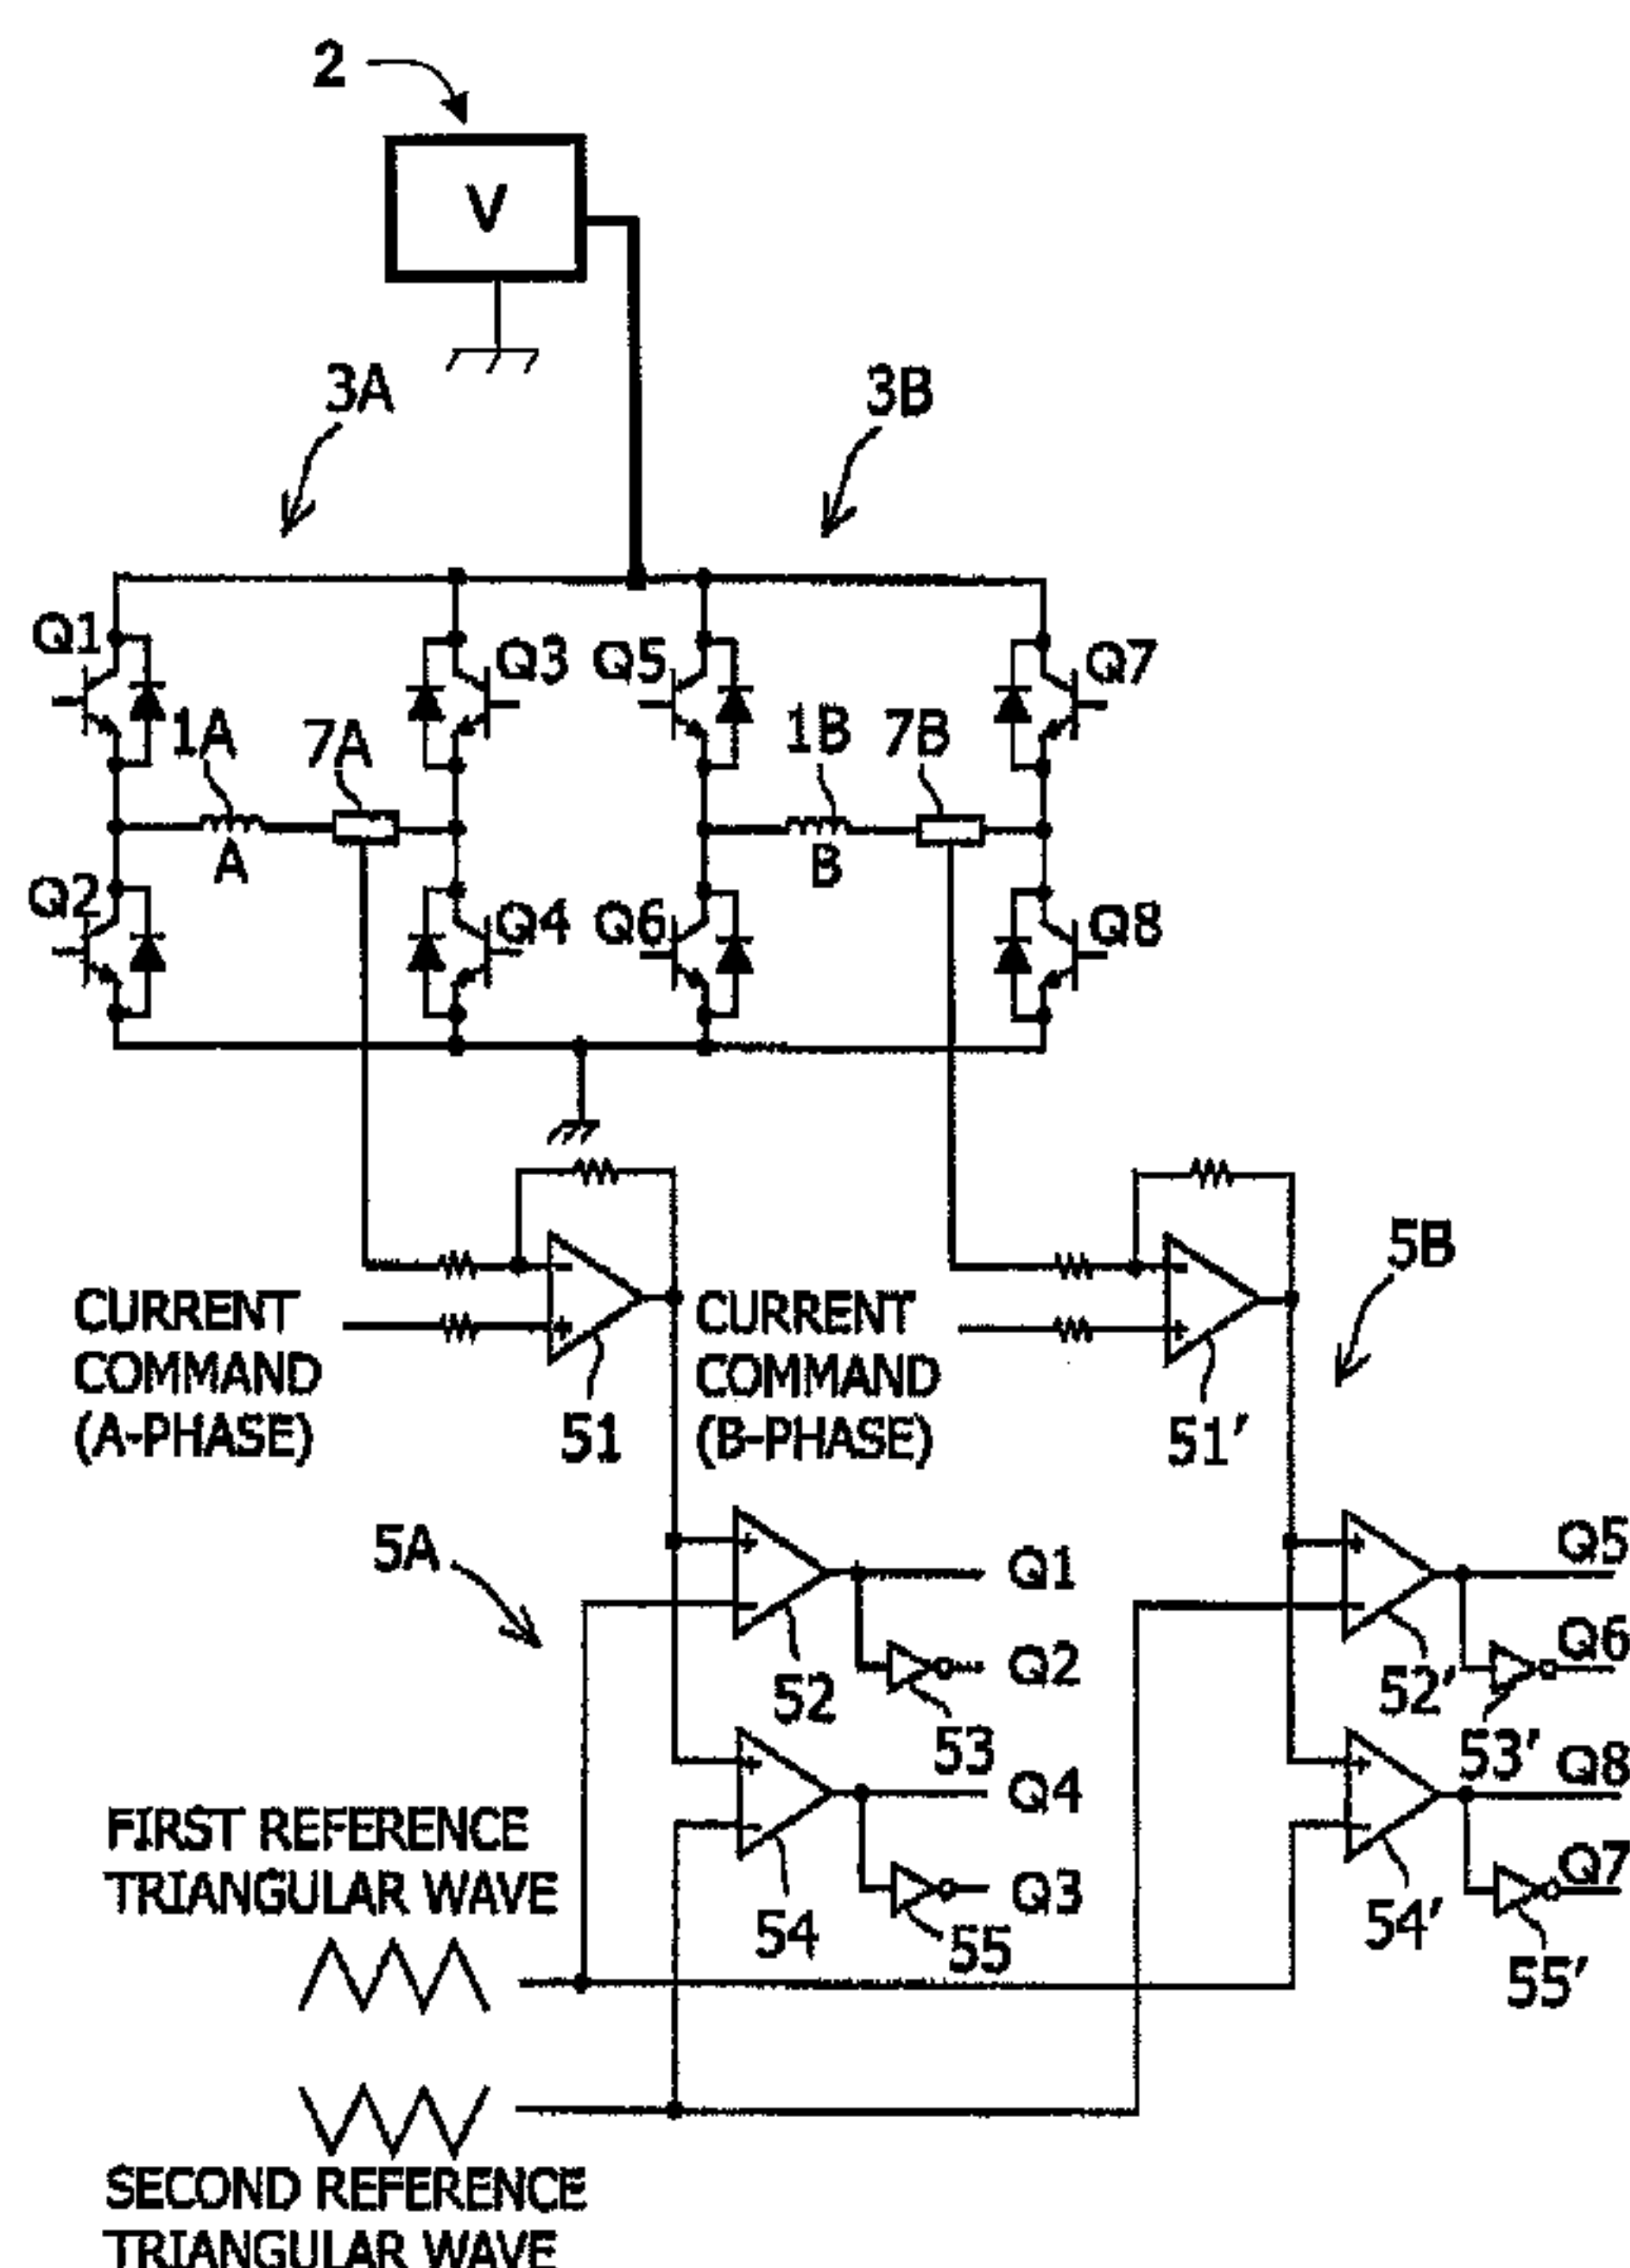 2
V
3A
3B
Q1
Q3
Q5
Q7
1A
7A
1B
7B
A
B
Q2
Q4
Q6
Q8
5B
CURRENT
COMMAND
(A-PHASE)
51
CURRENT
COMMAND
(B-PHASE)
51'
5A
Q1
Q5
Q2
Q6
52
52'
53
53'
Q4
Q8
FIRST REFERENCE
TRIANGULAR WAVE
Q3
Q7
54
54'
55
55'
SECOND REFERENCE
TRIANGULAR WAVE